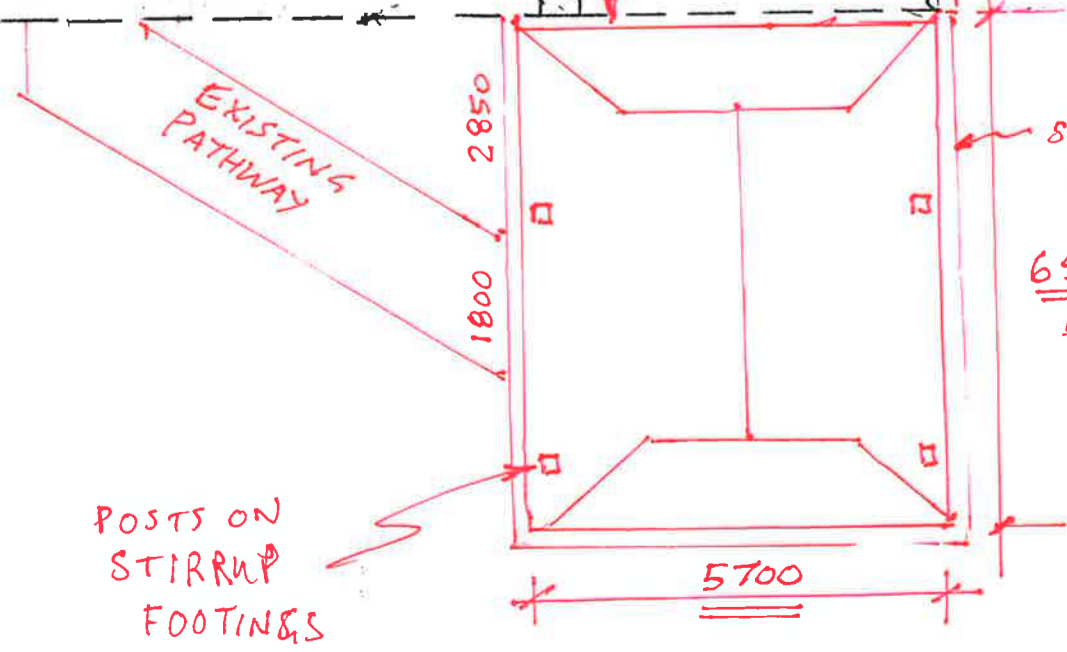 EXISTING
PATHWAY
2850
1800
POSTS ON
STIRRUP
FOOTINGS
5700